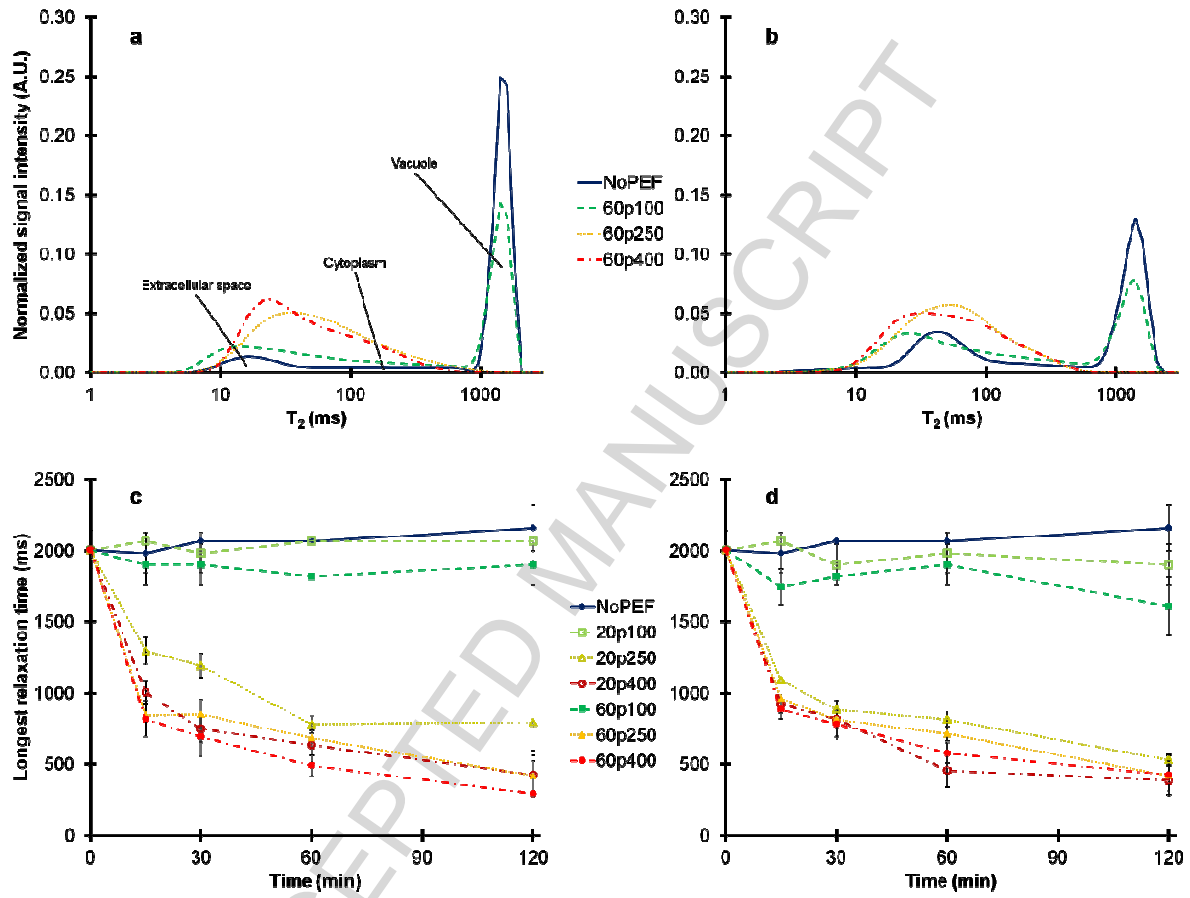 a
0.30
0.25
0.20
0.15
0.10
0.05
0.00
Normalized signal intensity (A.U.)
Vacuole
Cytoplasm
Extracellular space
1
10
100
1000
T2 (ms)
NoPEF
60p100
60p250
60p400
b
0.30
0.25
0.20
0.15
0.10
0.05
0.00
1
10
100
1000
T2 (ms)
c
2500
2000
1500
1000
500
0
Longest relaxation time (ms)
0
30
60
90
120
Time (min)
NoPEF
20p100
20p250
20p400
60p100
60p250
60p400
d
2500
2000
1500
1000
500
0
0
30
60
90
120
Time (min)
EPTED MANUSCRIPT